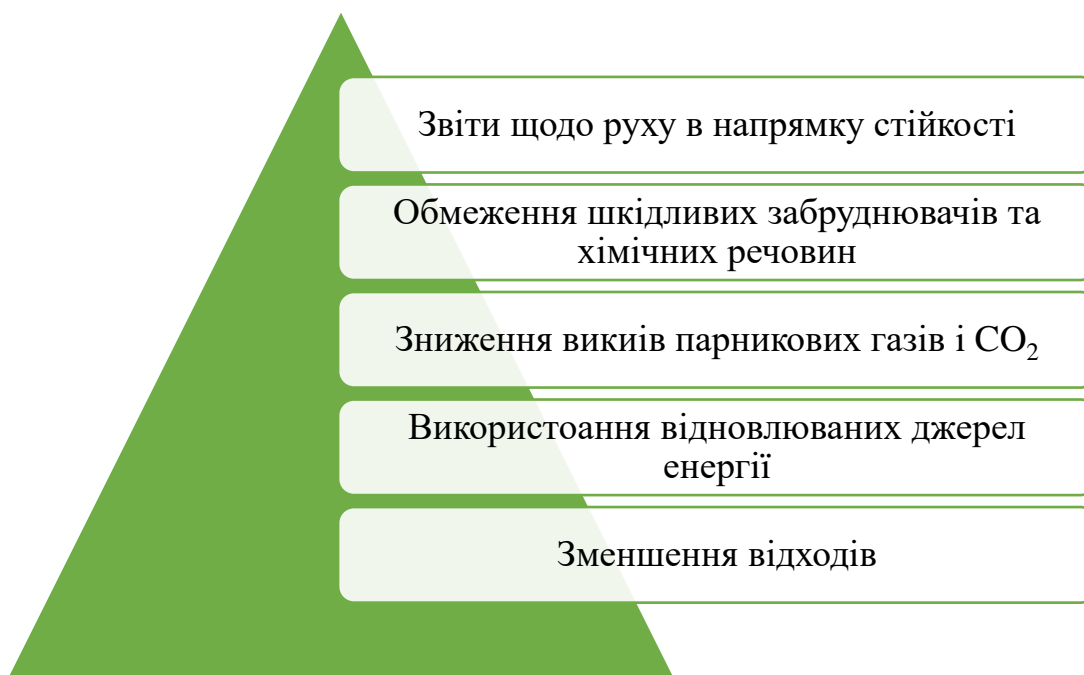 Звіти щодо руху в напрямку стійкості
Обмеження шкідливих забруднювачів та
хімічних речовин
Зниження викиів парникових газів і CO₂
Використоання відновлюваних джерел
енергії
Зменшення відходів